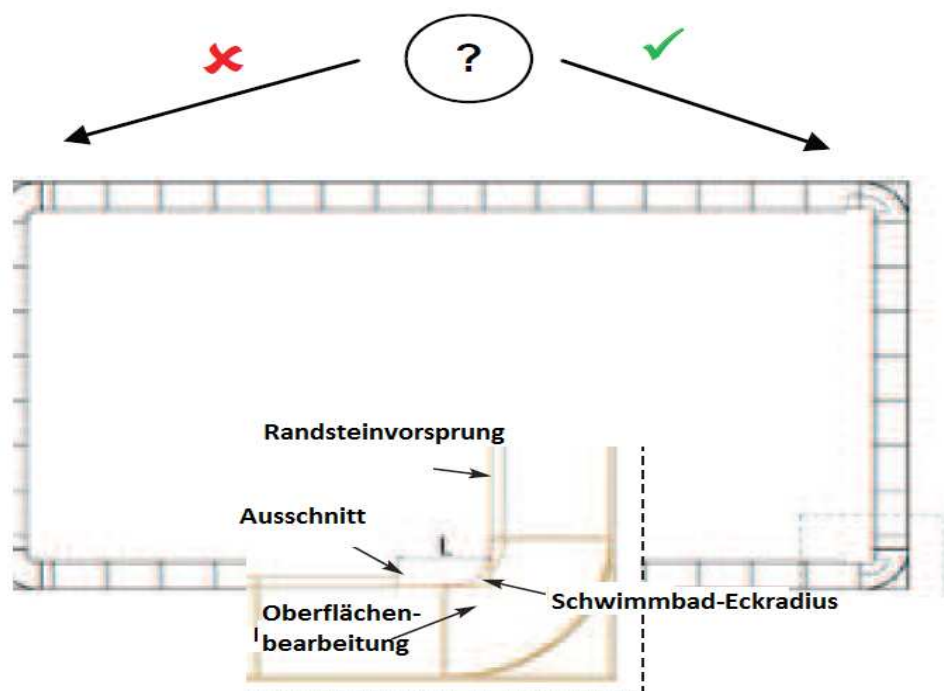 ?
Randsteinvorsprung
Ausschnitt
L
Oberflächen-
bearbeitung
Schwimmbad-Eckradius